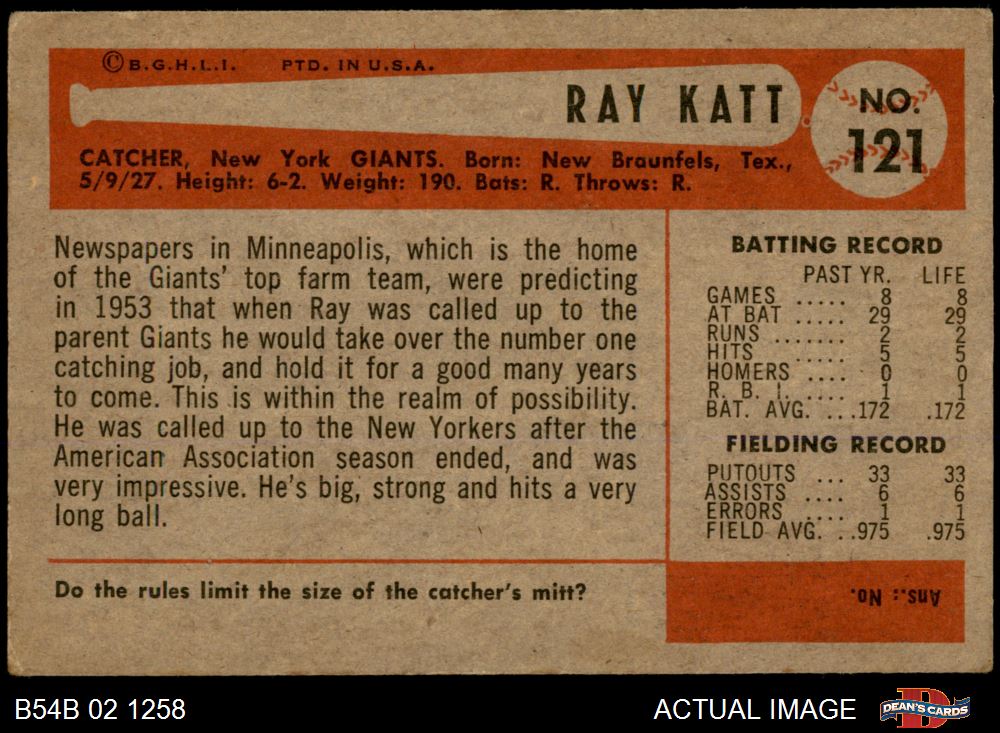 ©B.G.H.L.I. PTD. IN U.S.A.
RAY KATT
NO.
121
CATCHER, New York GIANTS. Born: New Braunfels, Tex.,
5/9/27. Height: 6-2. Weight: 190. Bats: R. Throws: R.
Newspapers in Minneapolis, which is the home
of the Giants' top farm team, were predicting
in 1953 that when Ray was called up to the
parent Giants he would take over the number one
catching job, and hold it for a good many years
to come. This is within the realm of possibility.
He was called up to the New Yorkers after the
American Association season ended, and was
very impressive. He's big, strong and hits a very
long ball.
BATTING RECORD
PAST YR. LIFE
GAMES ..... 8 8
AT BAT ..... 29 29
RUNS ....... 2 2
HITS ..... 5 5
HOMERS .... 0 0
R. B. I. .... 1 1
BAT. AVG. ... .172 .172
FIELDING RECORD
PUTOUTS ... 33 33
ASSISTS .... 6 6
ERRORS .... 1 1
FIELD AVG. . .975 .975
Do the rules limit the size of the catcher's mitt?
Ans.: No.
B54B 02 1258
ACTUAL IMAGE
DEAN'S CARDS